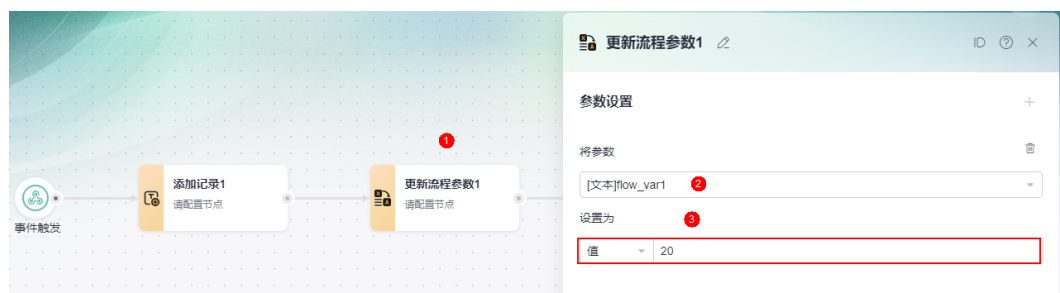 事件触发
添加记录1
请配置节点
1
更新流程参数1
请配置节点
更新流程参数1
ID
参数设置
将参数
[文本]flow_var1
2
设置为
3
值
20